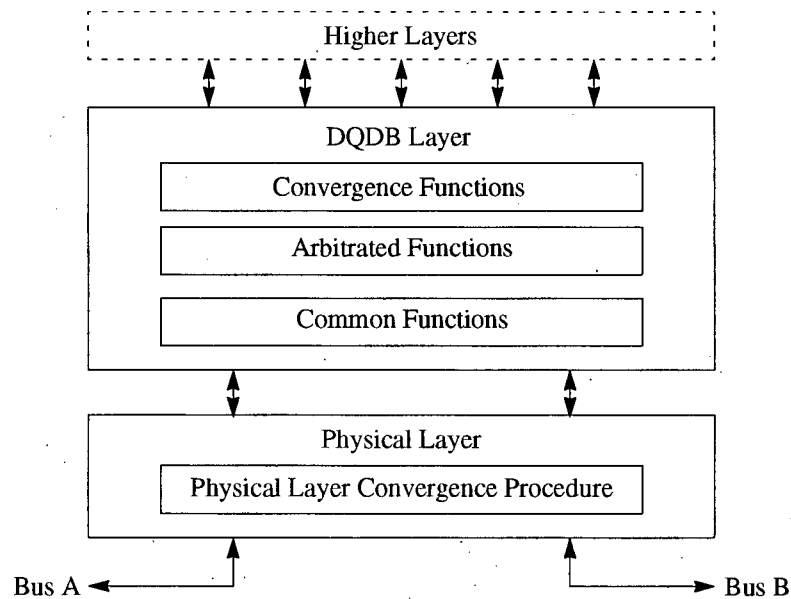 Higher Layers
DQDB Layer
Convergence Functions
Arbitrated Functions
Common Functions
Physical Layer
Physical Layer Convergence Procedure
Bus A
Bus B